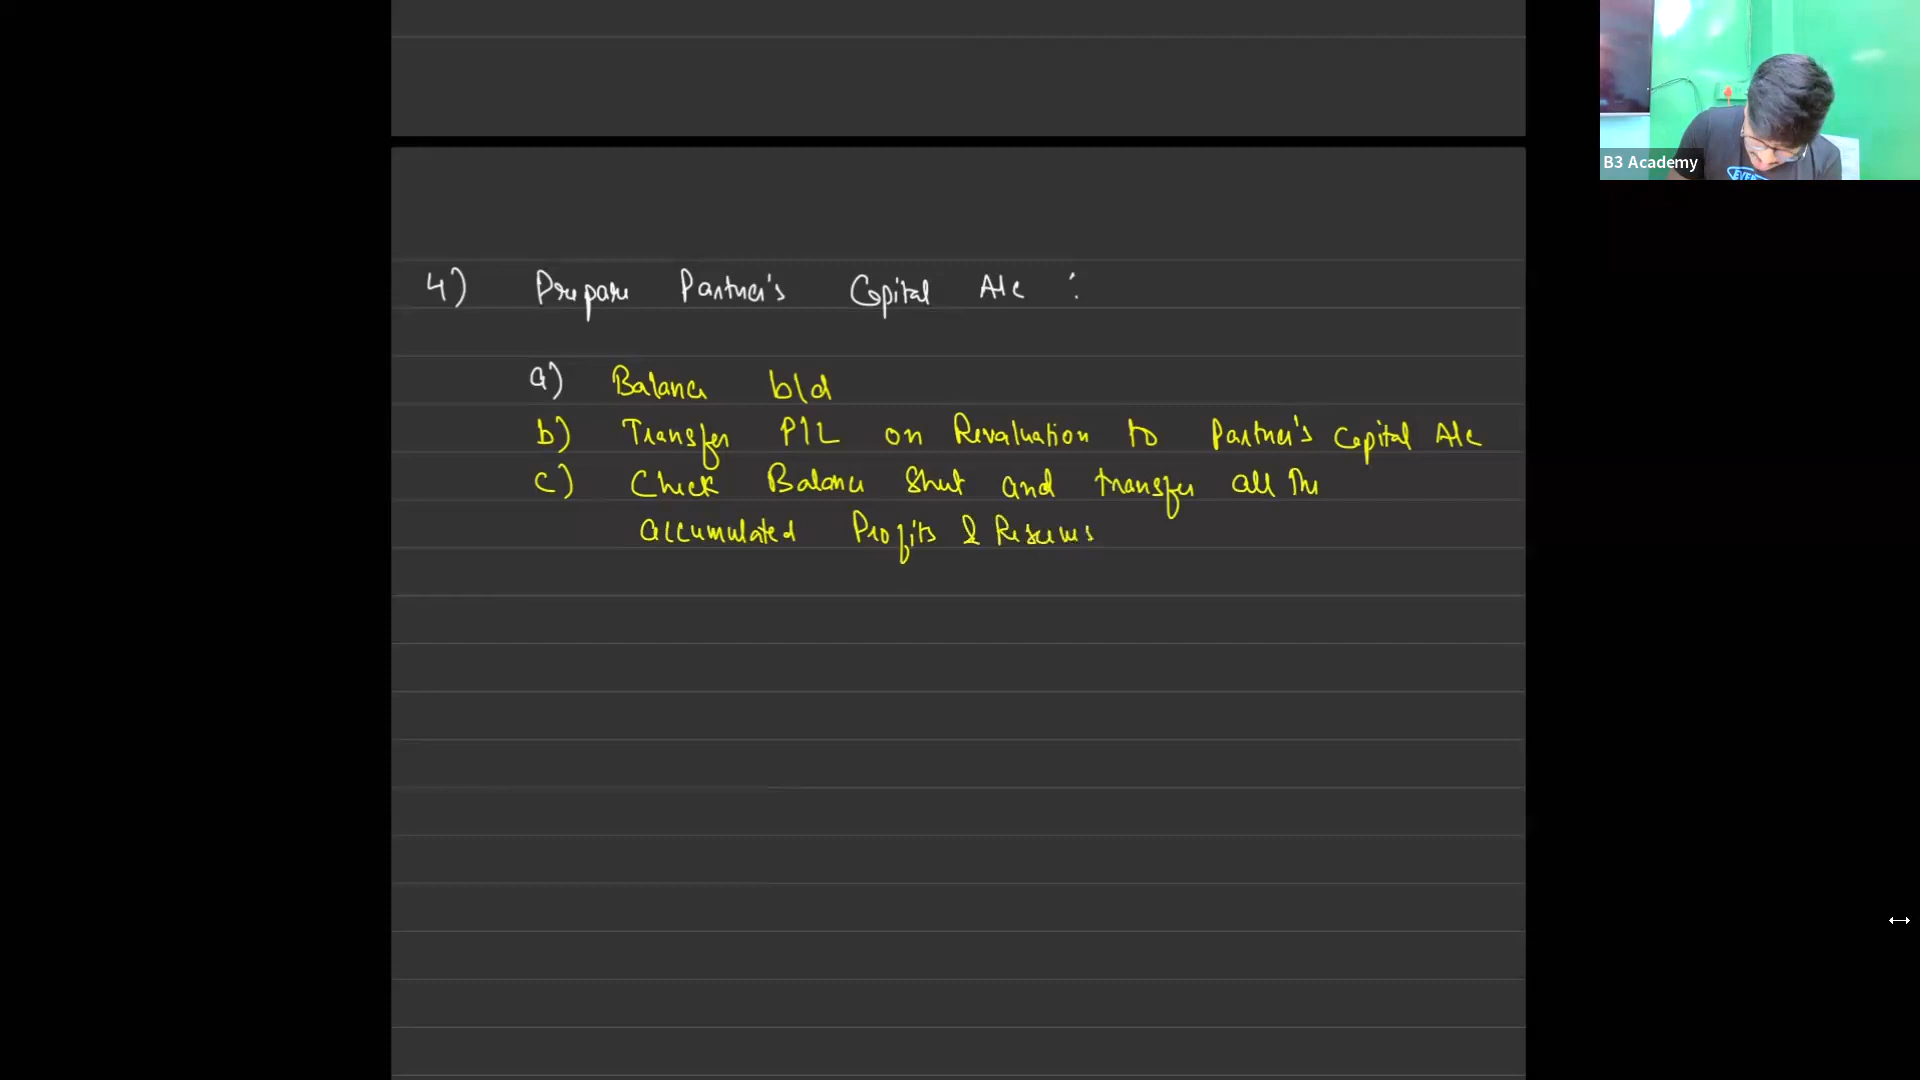 4) Prepare Partner's Capital A/c :
a) Balance b/d
b) Transfer P/L on Revaluation to Partner's Capital A/c
c) Check Balance Sheet and transfer all the
accumulated Profits & Reserves
B3 Academy
EVER